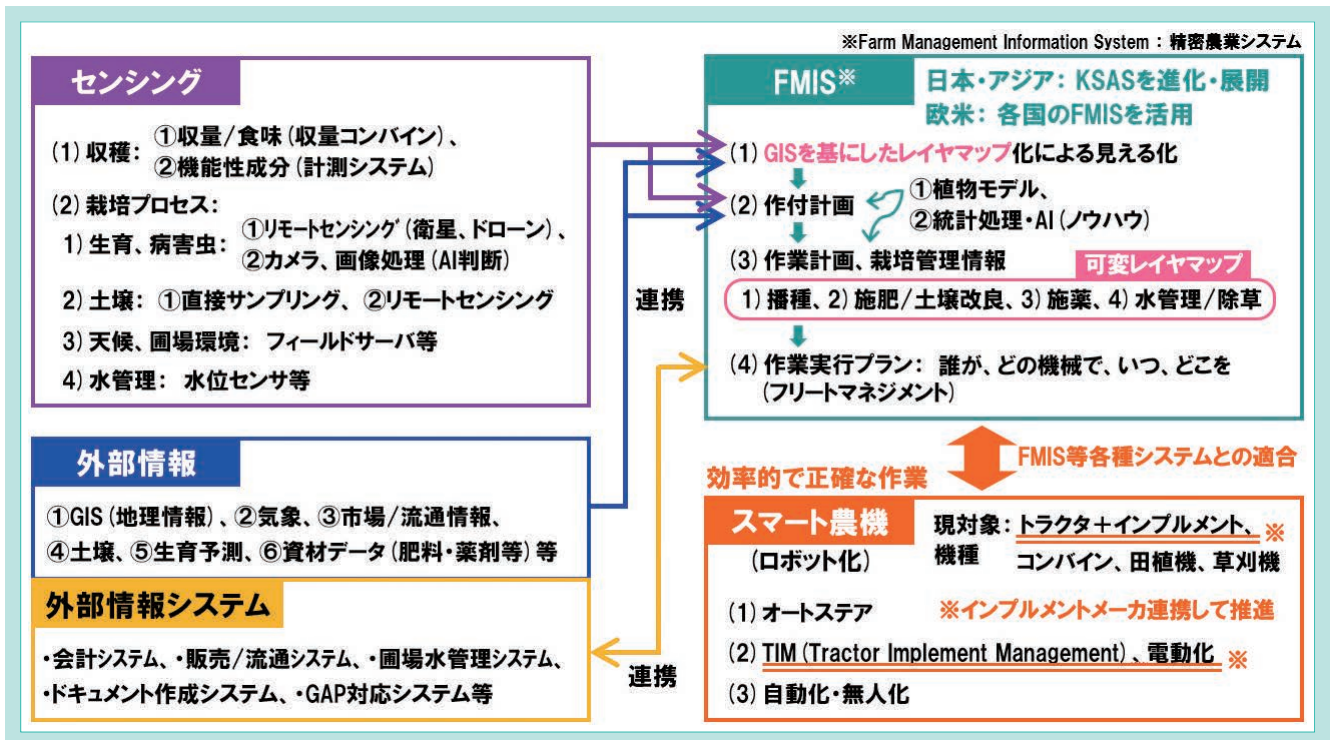 ※Farm Management Information System : 精密農業システム
センシング
(1) 収穫: ①収量/食味 (収量コンバイン)、
②機能性成分 (計測システム)
(2) 栽培プロセス:
1) 生育、病害虫: ①リモートセンシング (衛星、ドローン)、
②カメラ、画像処理 (AI判断)
2) 土壌: ①直接サンプリング、②リモートセンシング
3) 天候、圃場環境: フィールドサーバ等
4) 水管理: 水位センサ等
外部情報
①GIS (地理情報)、②気象、③市場/流通情報、
④土壌、⑤生育予測、⑥資材データ (肥料・薬剤等) 等
外部情報システム
・会計システム、・販売/流通システム、・圃場水管理システム、
・ドキュメント作成システム、・GAP対応システム等
連携
連携
FMIS※
日本・アジア: KSASを進化・展開
欧米: 各国のFMISを活用
(1) GISを基にしたレイヤマップ化による見える化
(2) 作付計画
①植物モデル、
②統計処理・AI (ノウハウ)
(3) 作業計画、栽培管理情報
可変レイヤマップ
1) 播種、2) 施肥/土壌改良、3) 施薬、4) 水管理/除草
(4) 作業実行プラン: 誰が、どの機械で、いつ、どこを
(フリートマネジメント)
FMIS等各種システムとの適合
効率的で正確な作業
スマート農機
(ロボット化)
現対象: トラクタ+インプルメント、※
機種 コンバイン、田植機、草刈機
(1) オートステア
※インプルメントメーカ連携して推進
(2) TIM (Tractor Implement Management)、電動化 ※
(3) 自動化・無人化